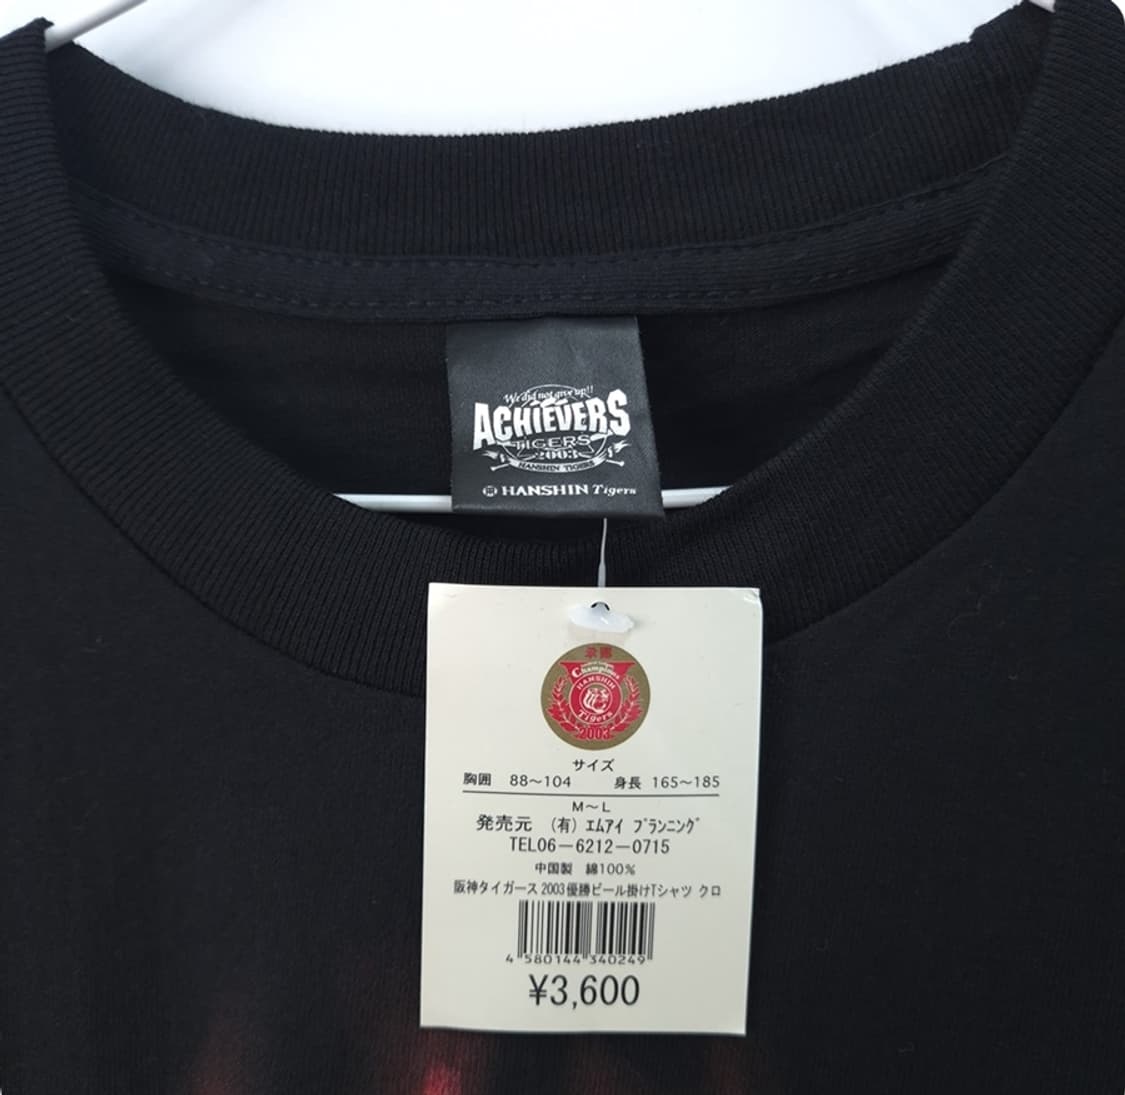 We did not give up!!
ACHIEVERS
TIGERS
2003
HANSHIN TIGERS
HANSHIN Tigers
承認
Champions
HANSHIN
Tigers
2003
サイズ
胸囲 88～104 身長 165～185
M～L
発売元 (有) エムアイ プランニング
TEL06-6212-0715
中国製 綿100%
阪神タイガース 2003優勝ビール掛けTシャツ クロ
4 580144 340249
¥3,600